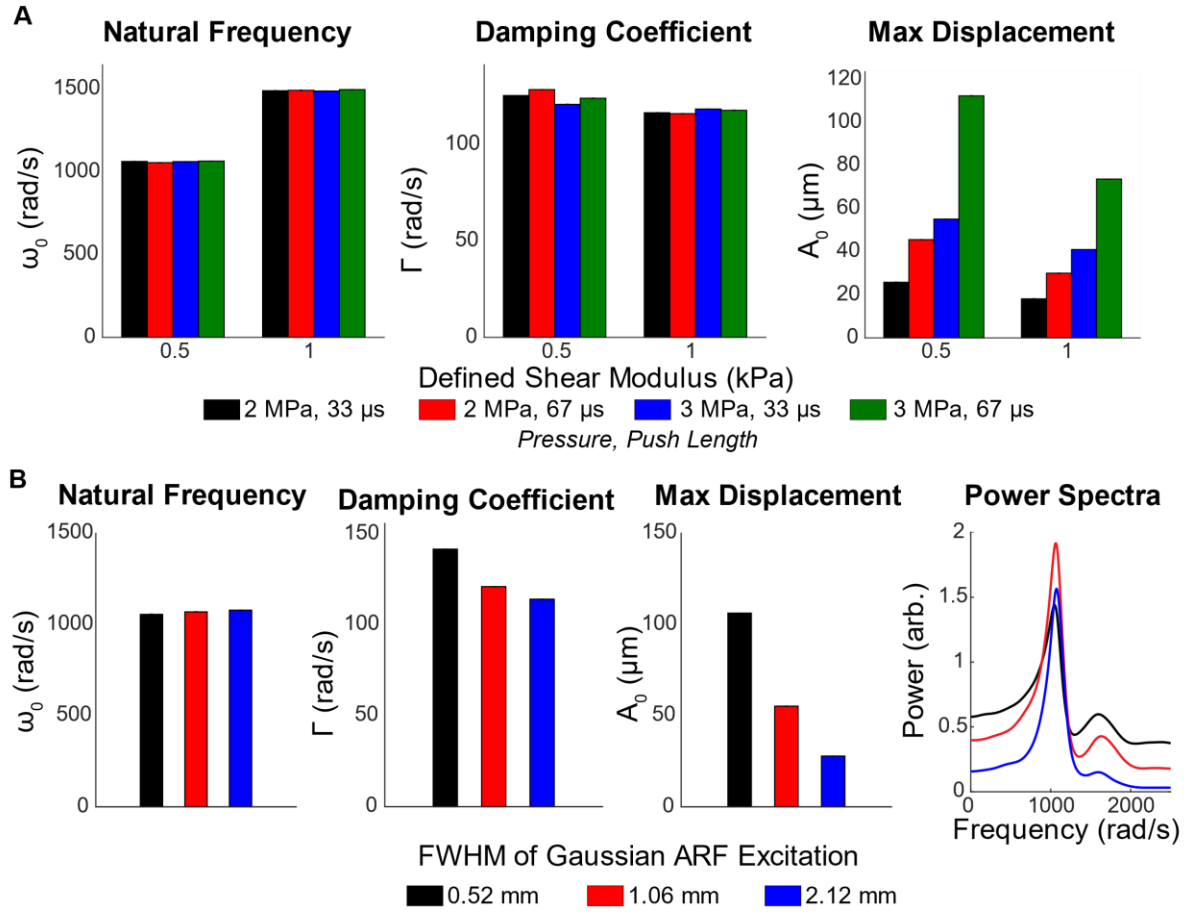 A
Natural Frequency
Damping Coefficient
Max Displacement
ω₀ (rad/s)
1500
1000
500
0
0.5
1
Γ (rad/s)
100
50
0
0.5
1
A₀ (μm)
120
100
80
60
40
20
0
0.5
1
Defined Shear Modulus (kPa)
2 MPa, 33 μs
2 MPa, 67 μs
3 MPa, 33 μs
3 MPa, 67 μs
Pressure, Push Length
B
Natural Frequency
Damping Coefficient
Max Displacement
Power Spectra
ω₀ (rad/s)
1500
1000
500
0
Γ (rad/s)
150
100
50
0
A₀ (μm)
150
100
50
0
Power (arb.)
2
1.5
1
0.5
0
0
1000
2000
Frequency (rad/s)
FWHM of Gaussian ARF Excitation
0.52 mm
1.06 mm
2.12 mm